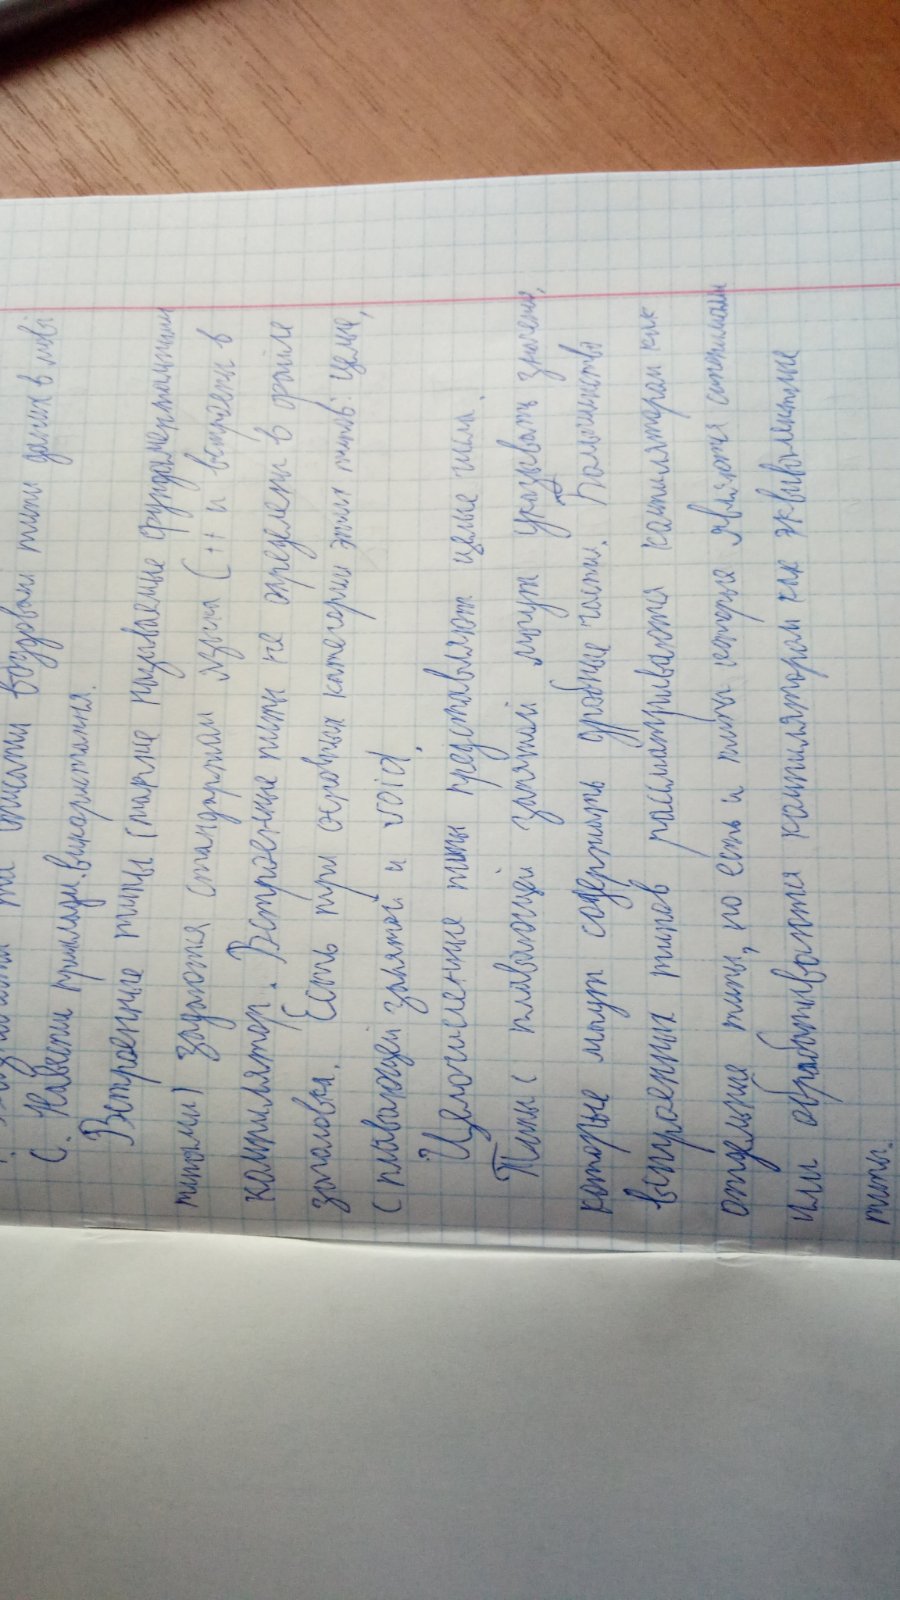 та описати вбудовані типи даних в мові
С. Навести приклади використання.
Встроенные типы (также называемые фундаментальными
типами) задаются стандартом языка С++ и встроены в
компилятор. Встроенные типы не определены в файле
заголовка. Есть три основных категории этих типов: целые,
с плавающей запятой и void.
Целочисленные типы представляют целые числа.
Типы с плавающей запятой могут указывать значения,
которые могут содержать дробные части. Большинство
встроенных типов рассматриваются компилятором как
отдельные типы, но есть и типы которые являются синонимами
или обрабатываются компилятором как эквивалентные
типы.